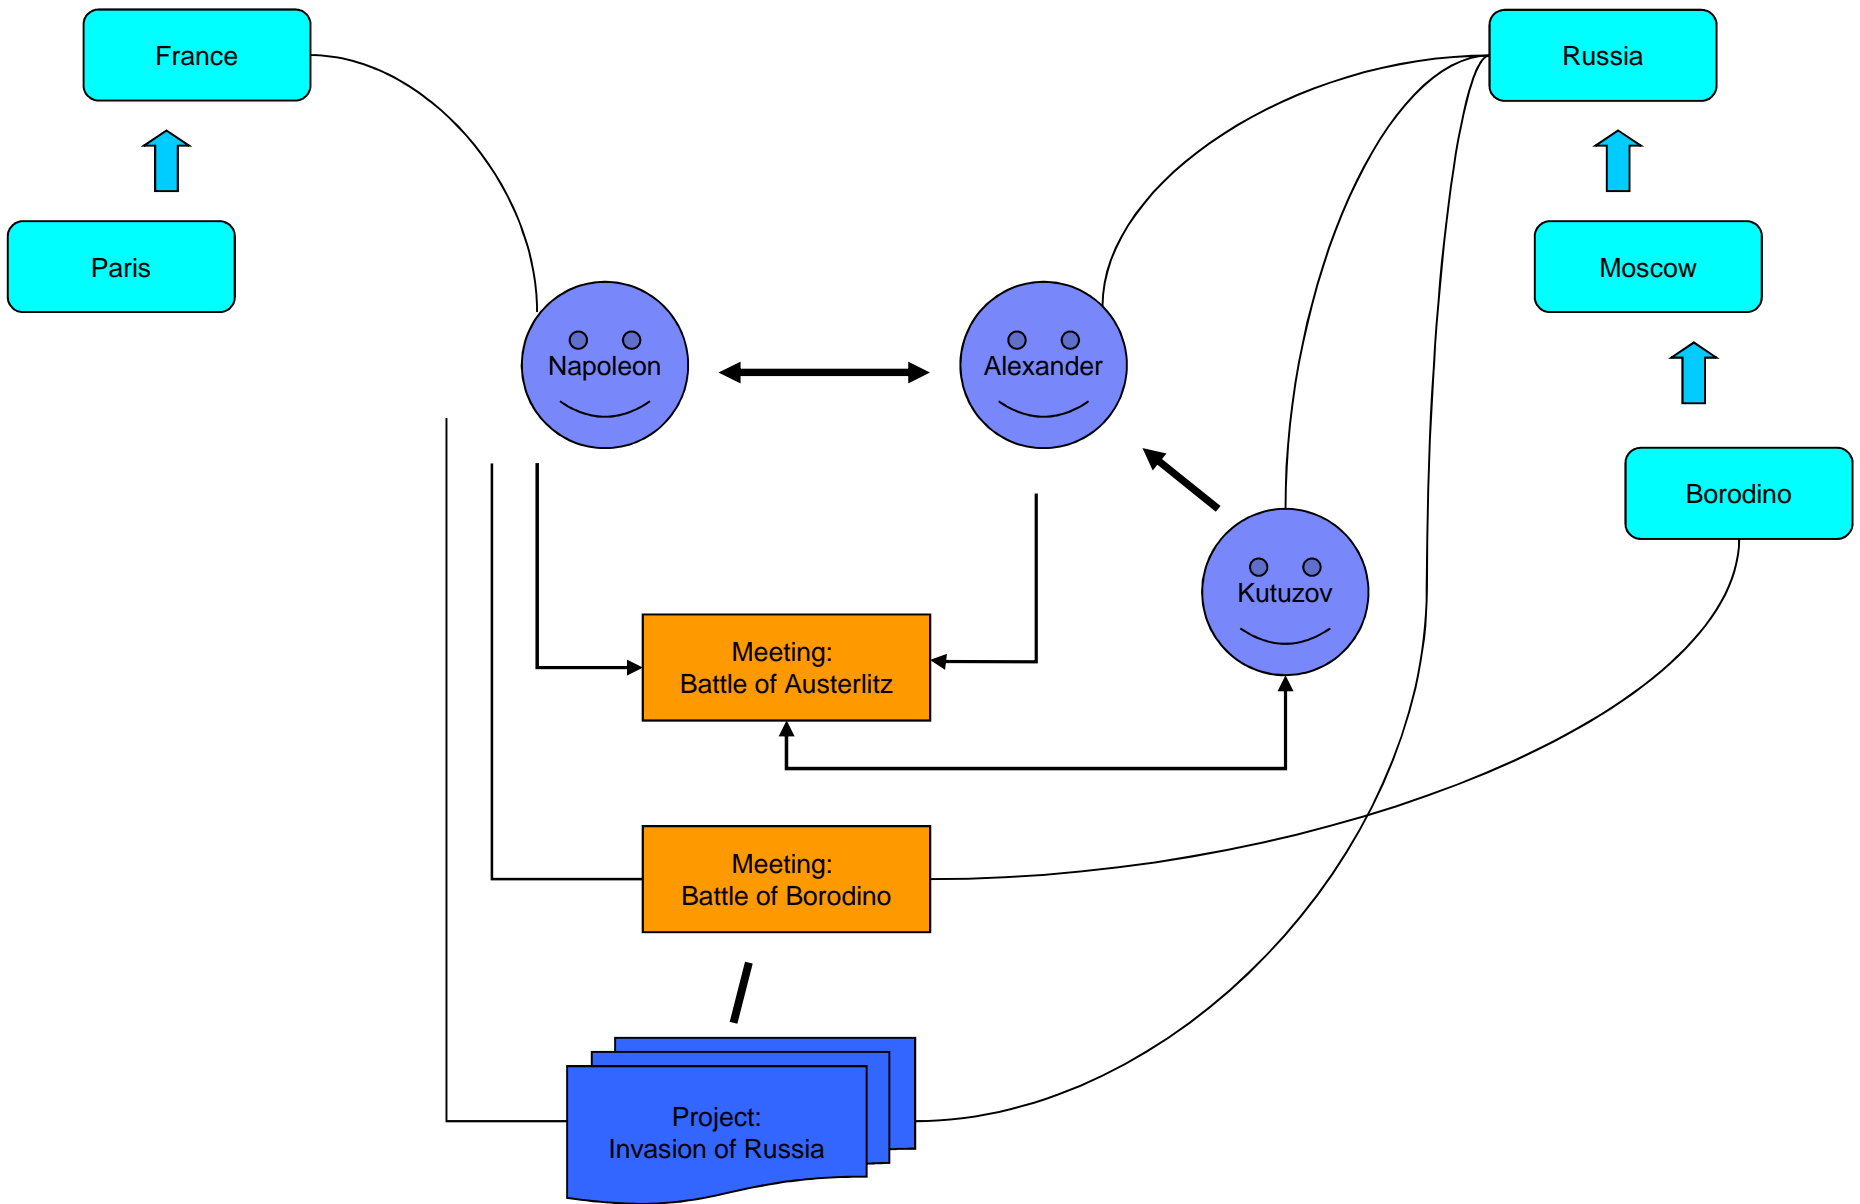 France
Russia
Paris
Moscow
Napoleon
Alexander
Borodino
Kutuzov
Meeting:
Battle of Austerlitz
Meeting:
Battle of Borodino
Project:
Invasion of Russia